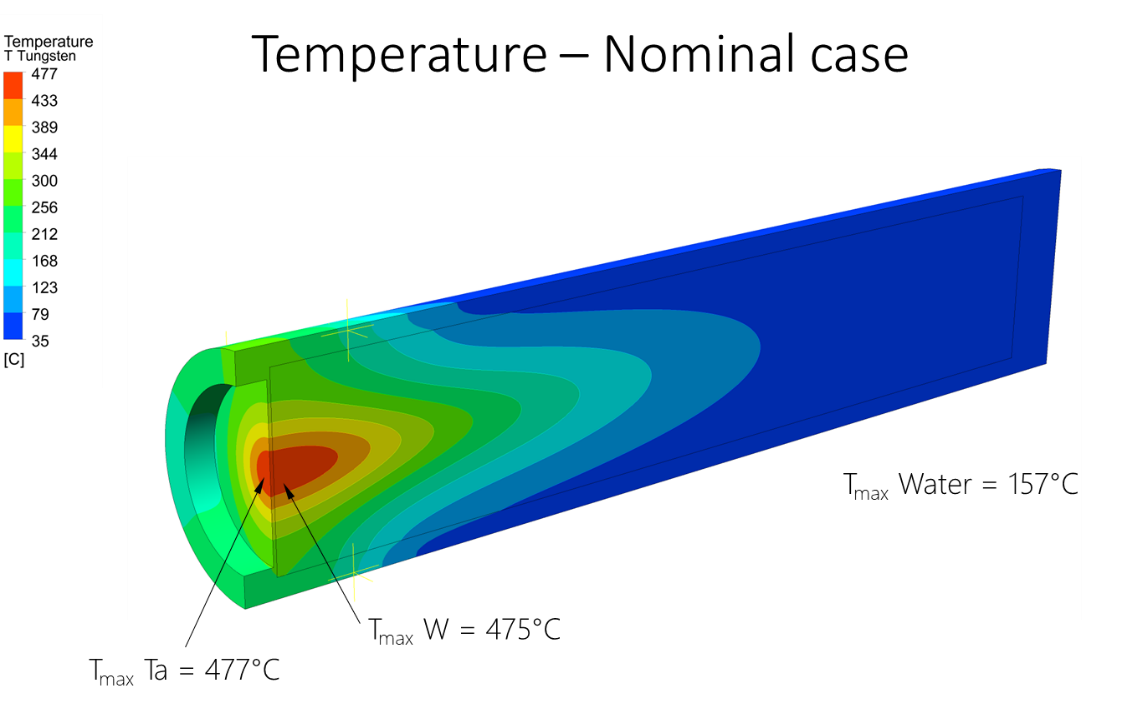 Temperature – Nominal case
Temperature
T Tungsten
477
433
389
344
300
256
212
168
123
79
35
[C]
Tmax Water = 157°C
Tmax W = 475°C
Tmax Ta = 477°C